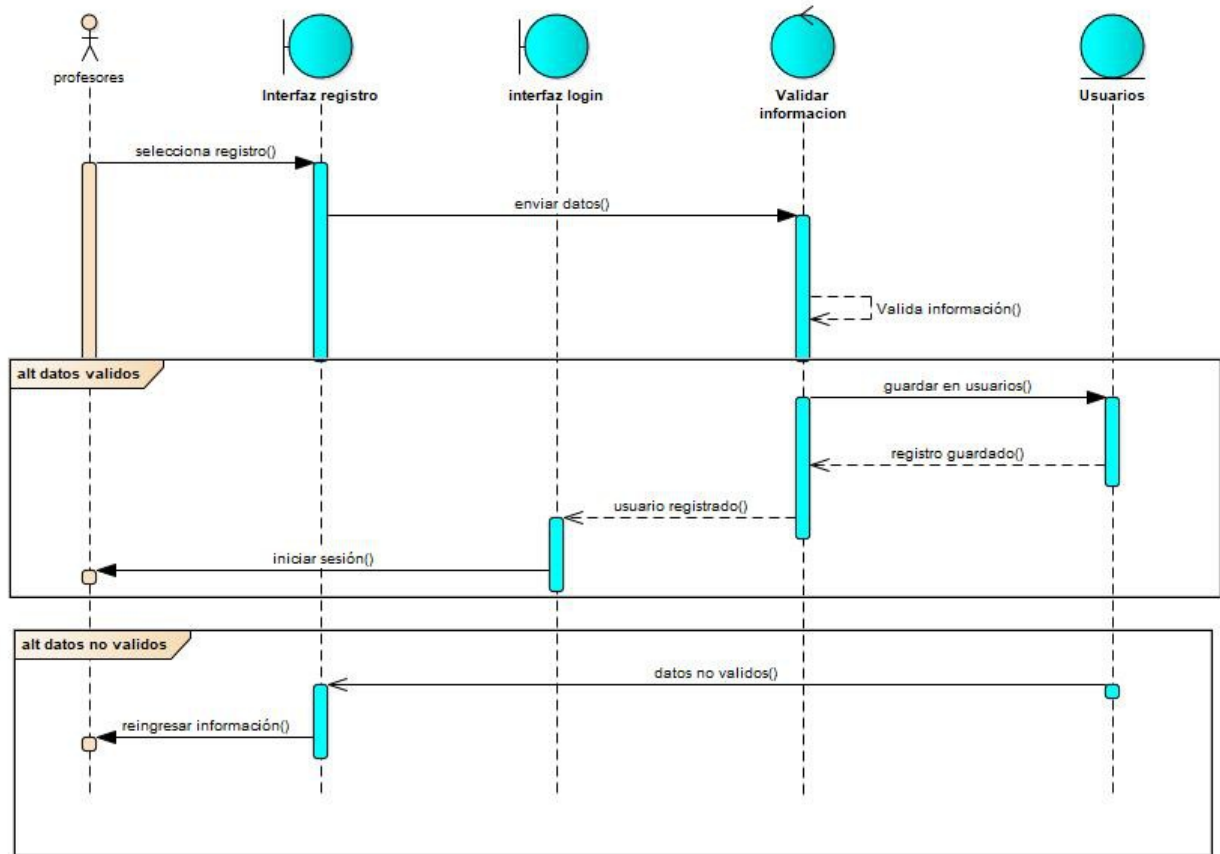 profesores
Interfaz registro
interfaz login
Validar
informacion
Usuarios
selecciona registro()
enviar datos()
Valida información()
alt datos validos
guardar en usuarios()
registro guardado()
usuario registrado()
iniciar sesión()
alt datos no validos
datos no validos()
reingresar información()